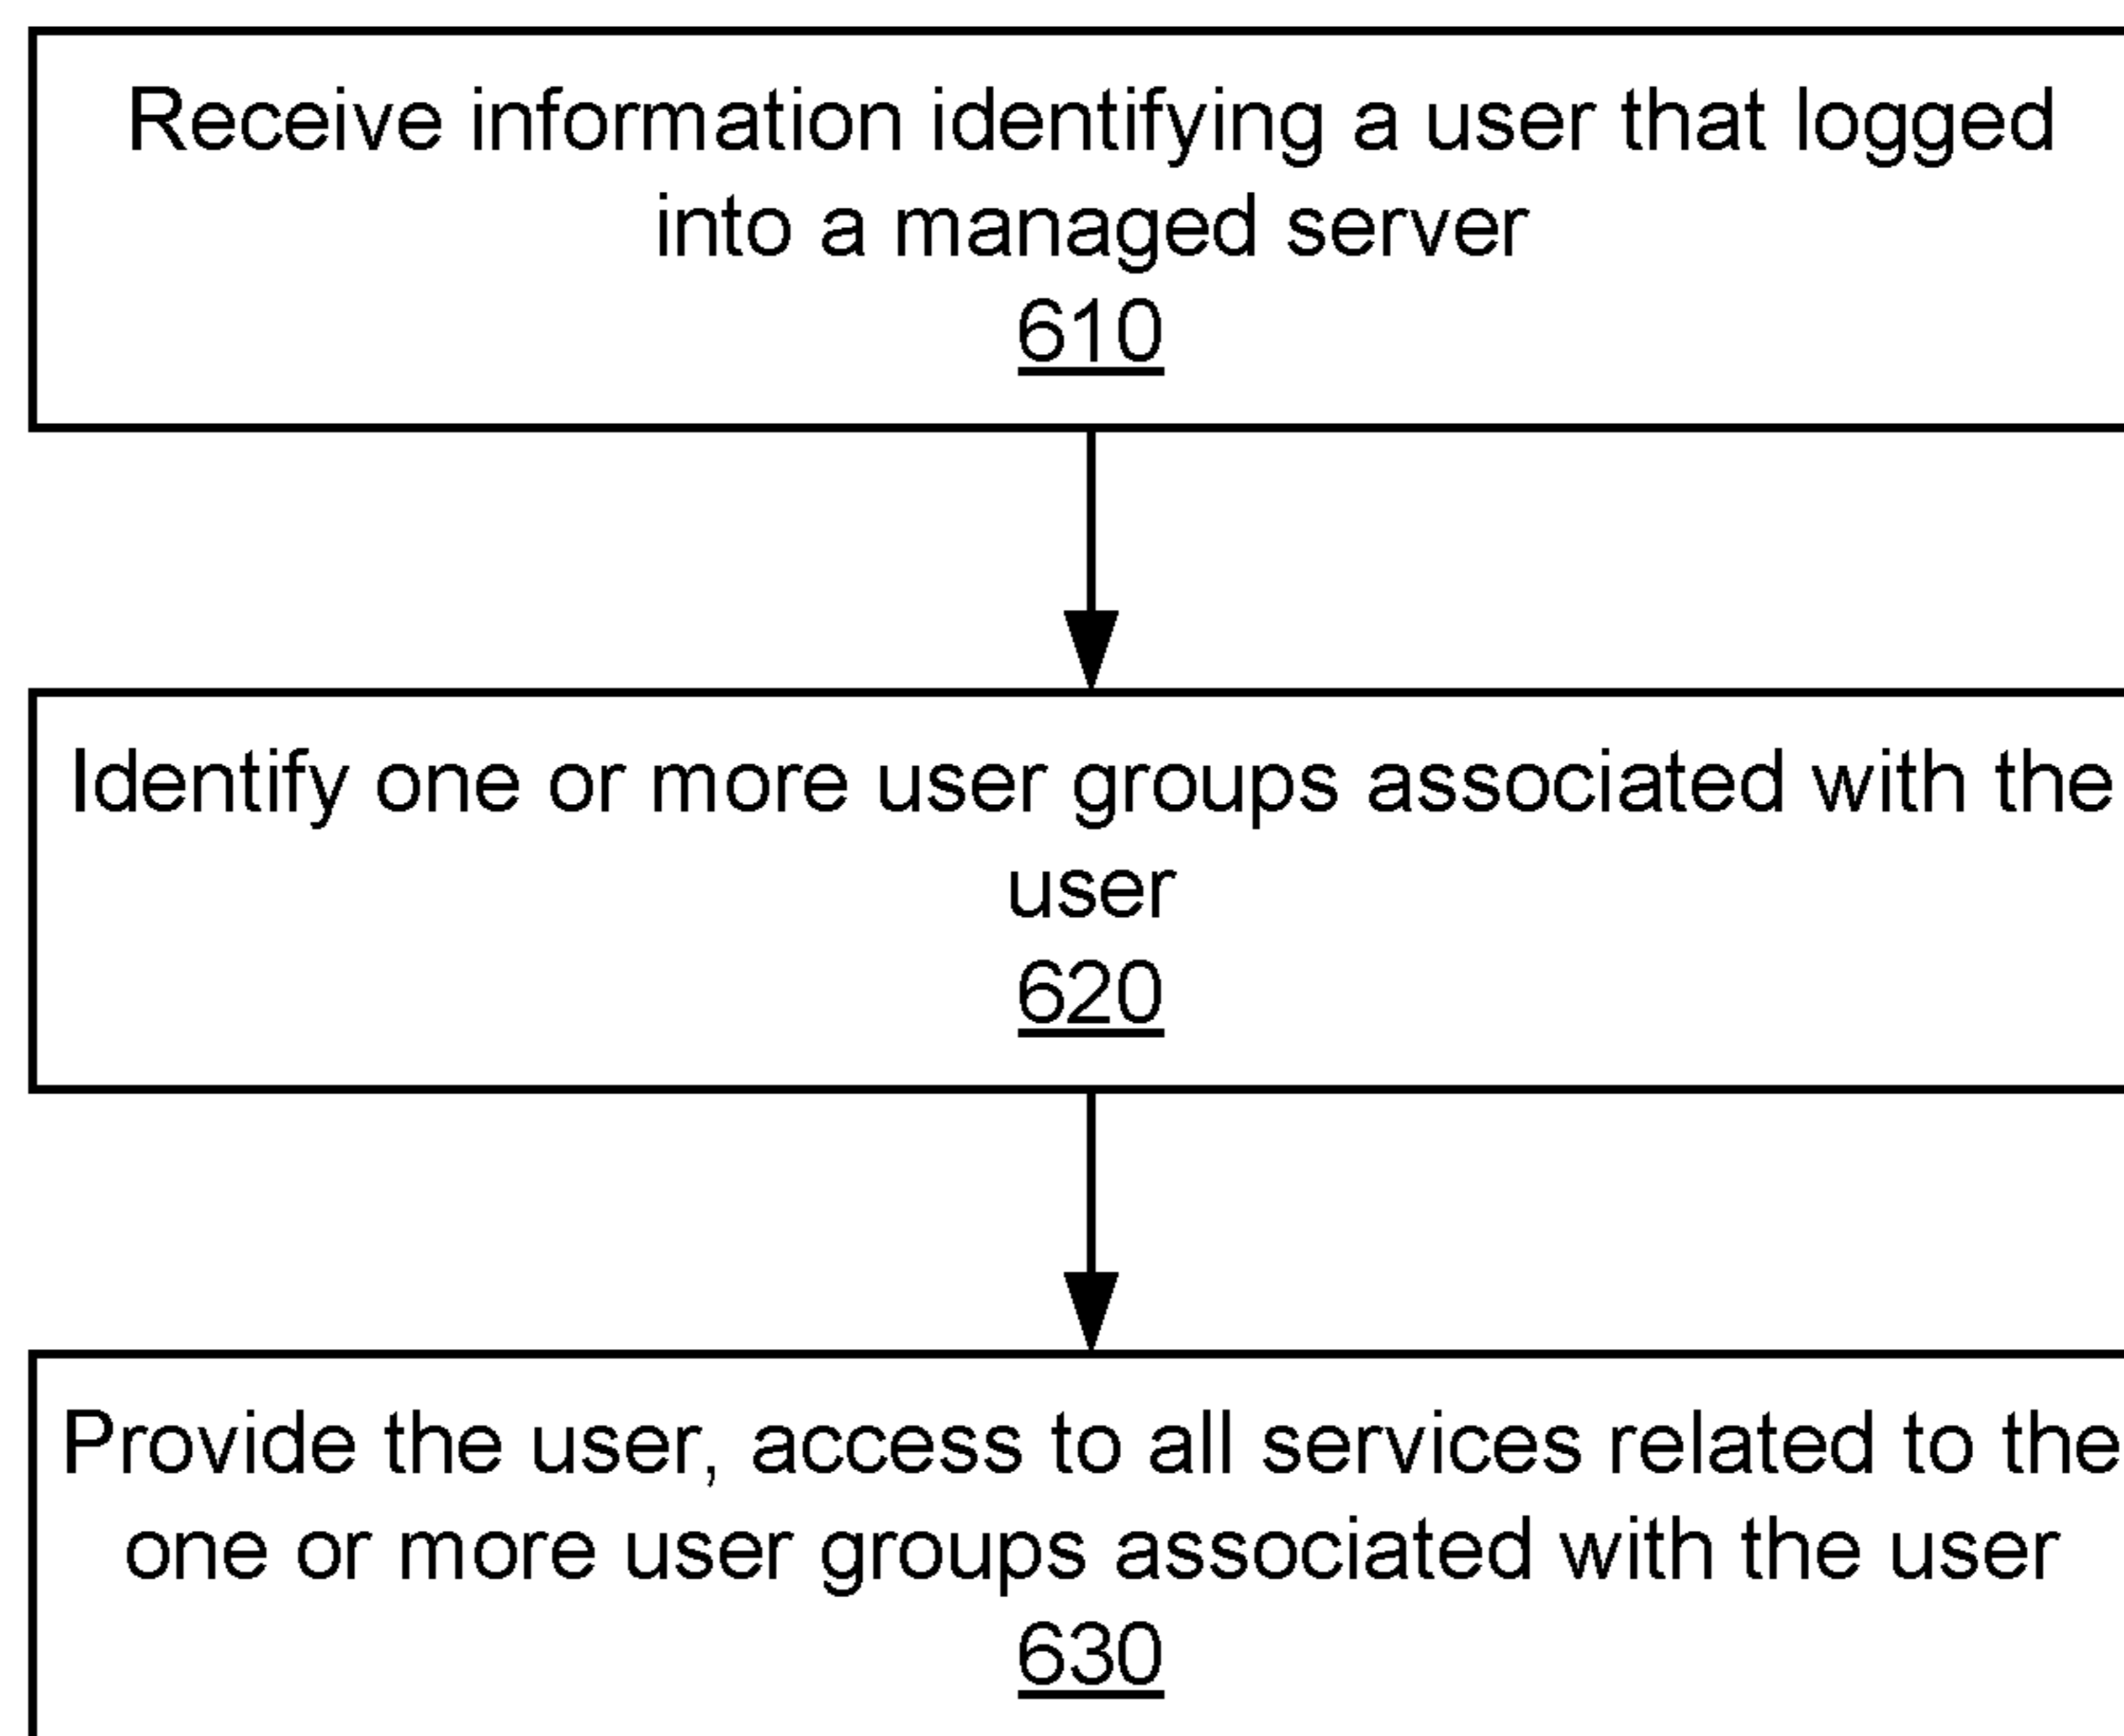 Receive information identifying a user that logged
into a managed server
610
Identify one or more user groups associated with the
user
620
Provide the user, access to all services related to the
one or more user groups associated with the user
630